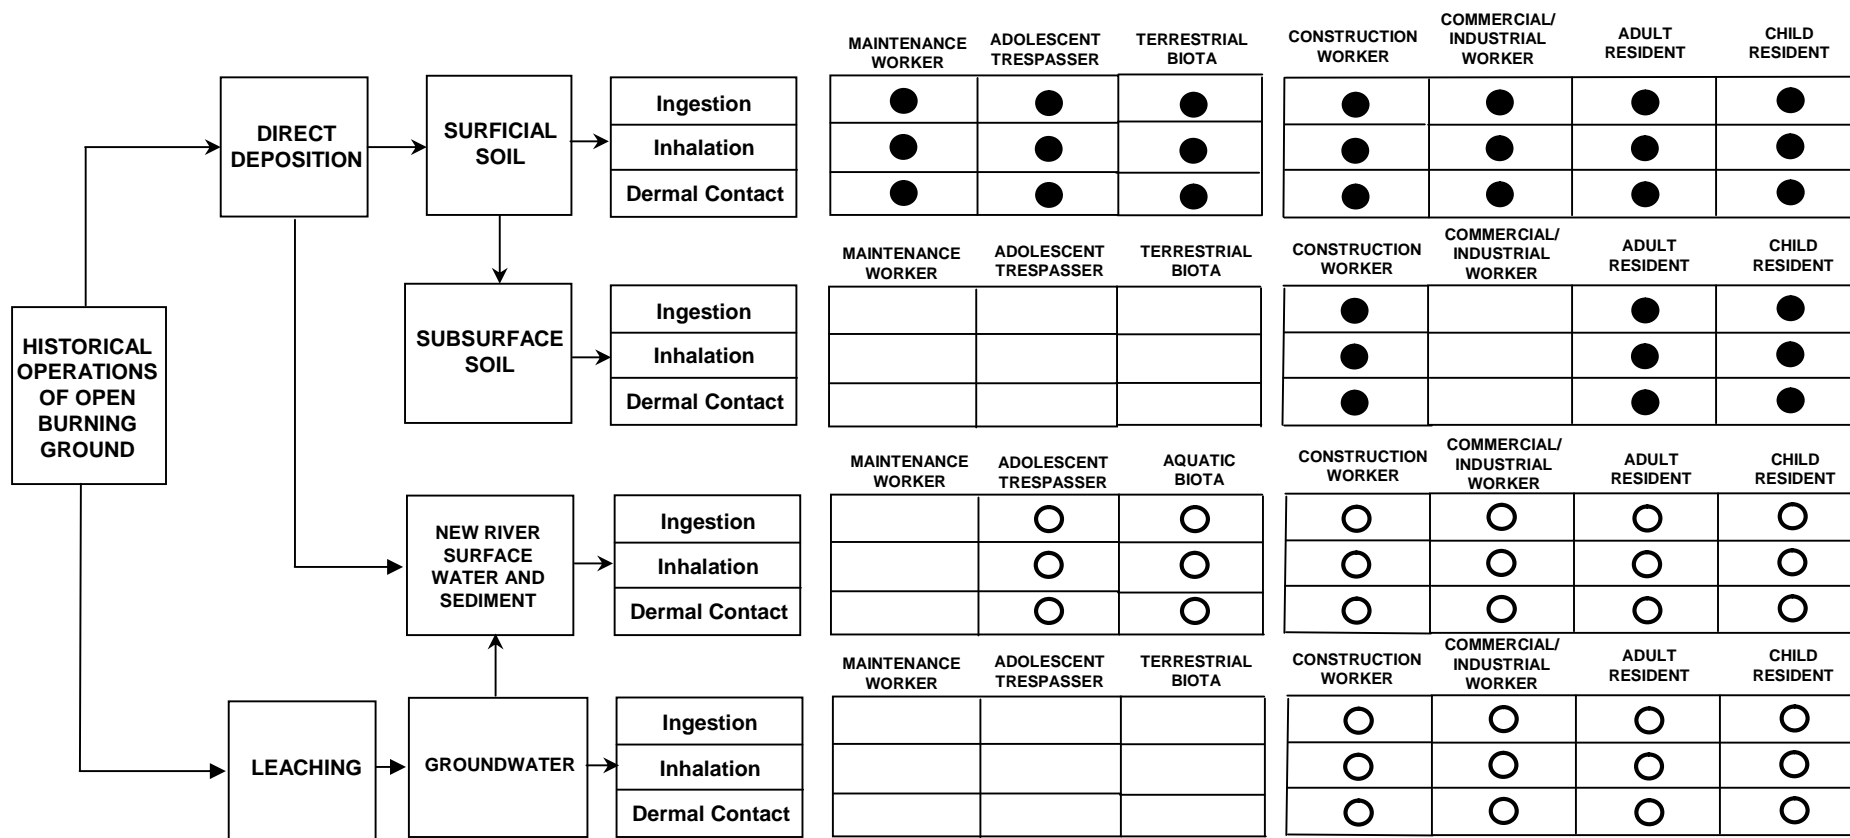 MAINTENANCE
WORKER
ADOLESCENT
TRESPASSER
TERRESTRIAL
BIOTA
CONSTRUCTION
WORKER
COMMERCIAL/
INDUSTRIAL
WORKER
ADULT
RESIDENT
CHILD
RESIDENT
DIRECT
DEPOSITION
SURFICIAL
SOIL
Ingestion
Inhalation
Dermal Contact
MAINTENANCE
WORKER
ADOLESCENT
TRESPASSER
TERRESTRIAL
BIOTA
CONSTRUCTION
WORKER
COMMERCIAL/
INDUSTRIAL
WORKER
ADULT
RESIDENT
CHILD
RESIDENT
SUBSURFACE
SOIL
Ingestion
Inhalation
Dermal Contact
HISTORICAL
OPERATIONS
OF OPEN
BURNING
GROUND
MAINTENANCE
WORKER
ADOLESCENT
TRESPASSER
AQUATIC
BIOTA
CONSTRUCTION
WORKER
COMMERCIAL/
INDUSTRIAL
WORKER
ADULT
RESIDENT
CHILD
RESIDENT
NEW RIVER
SURFACE
WATER AND
SEDIMENT
Ingestion
Inhalation
Dermal Contact
MAINTENANCE
WORKER
ADOLESCENT
TRESPASSER
TERRESTRIAL
BIOTA
CONSTRUCTION
WORKER
COMMERCIAL/
INDUSTRIAL
WORKER
ADULT
RESIDENT
CHILD
RESIDENT
LEACHING
GROUNDWATER
Ingestion
Inhalation
Dermal Contact